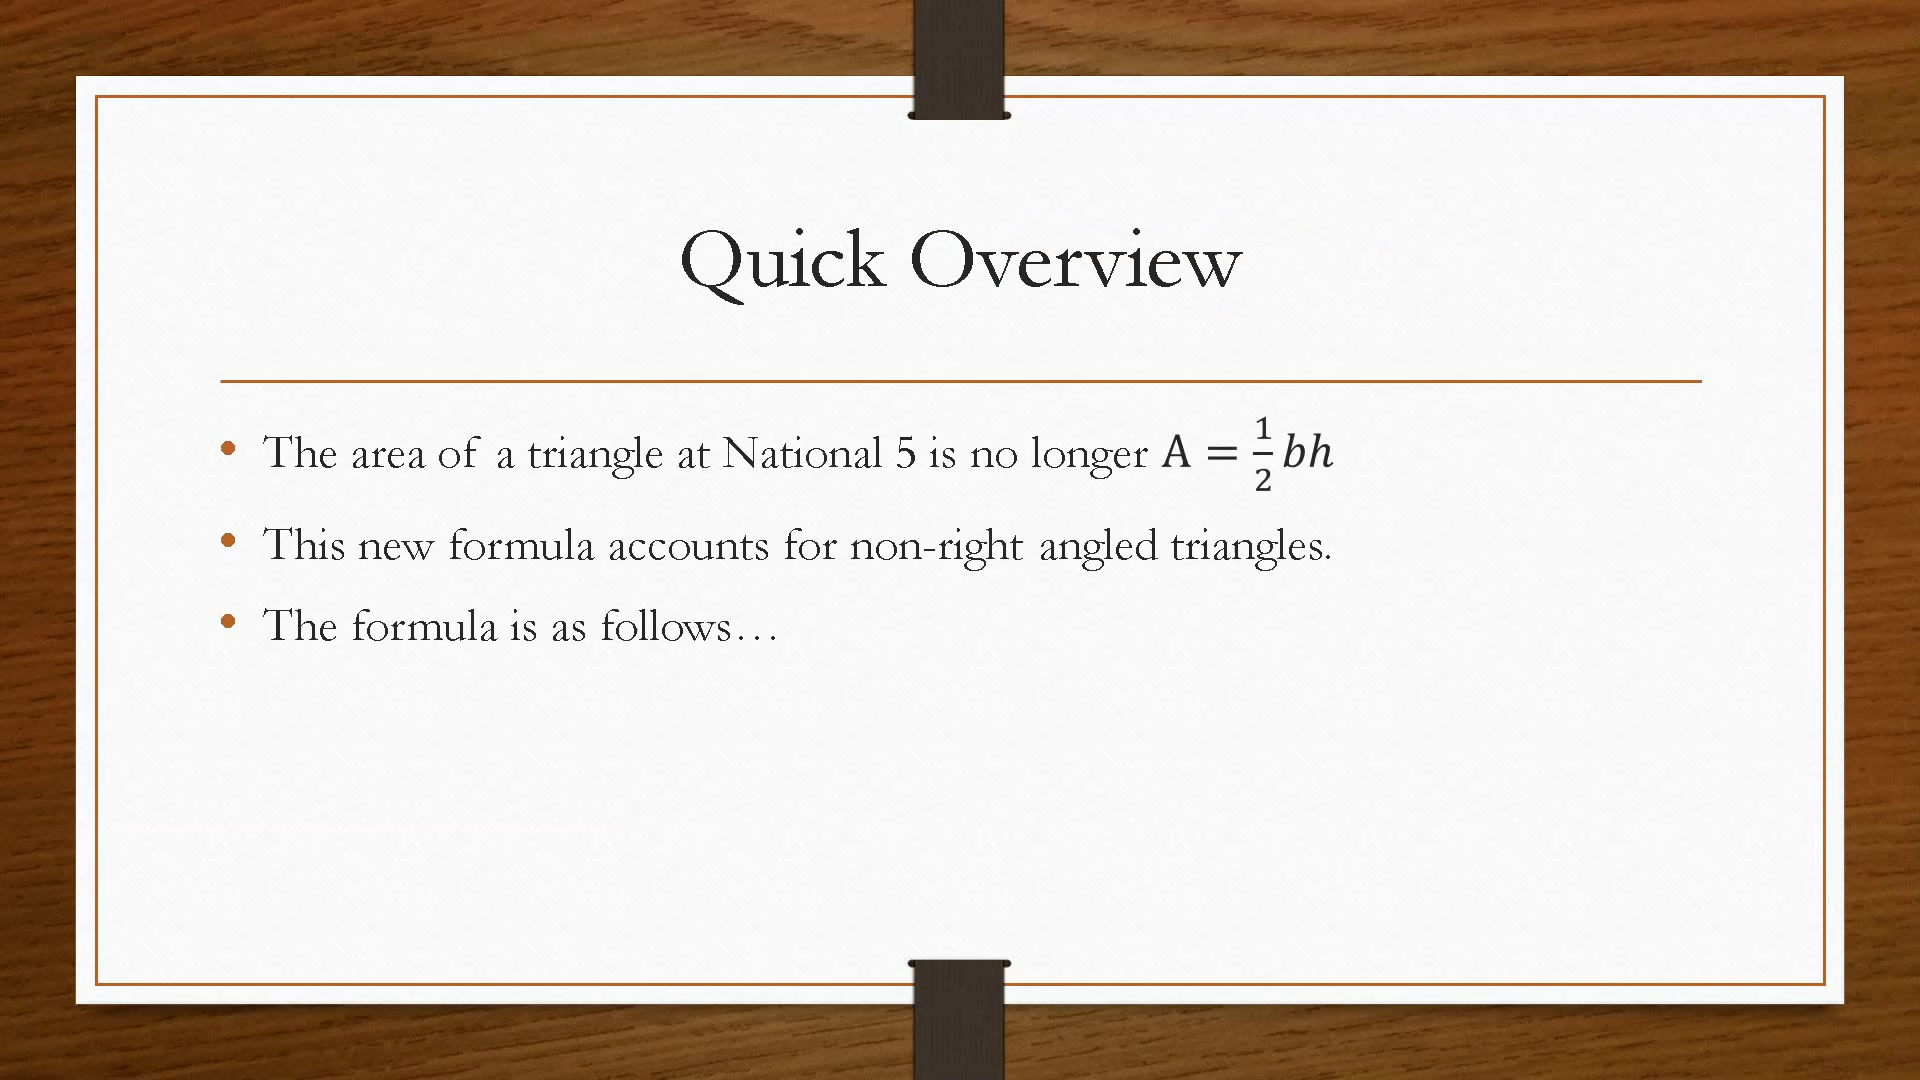 Quick Overview
• The area of a triangle at National 5 is no longer A = 1/2 bh
• This new formula accounts for non-right angled triangles.
• The formula is as follows…